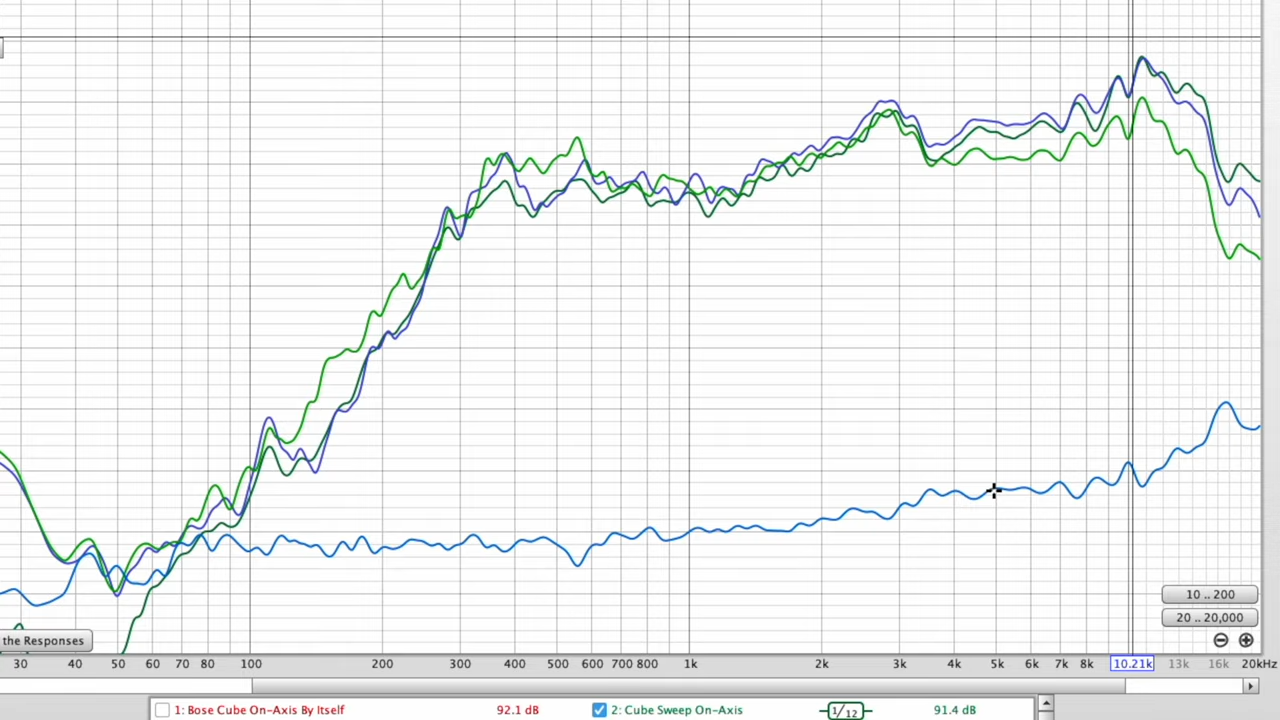 10 .. 200
20 .. 20,000
the Responses
30 40 50 60 70 80 100 200 300 400 500 600 700 800 1k 2k 3k 4k 5k 6k 7k 8k 10.21k 13k 16k 20kHz
1: Bose Cube On-Axis By Itself 92.1 dB 2: Cube Sweep On-Axis 1/12 91.4 dB